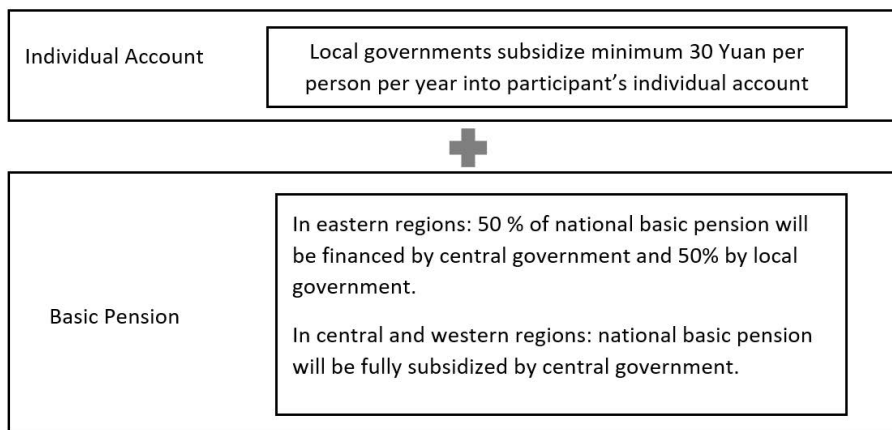 Individual Account
Local governments subsidize minimum 30 Yuan per
person per year into participant’s individual account
Basic Pension
In eastern regions: 50 % of national basic pension will
be financed by central government and 50% by local
government.
In central and western regions: national basic pension
will be fully subsidized by central government.